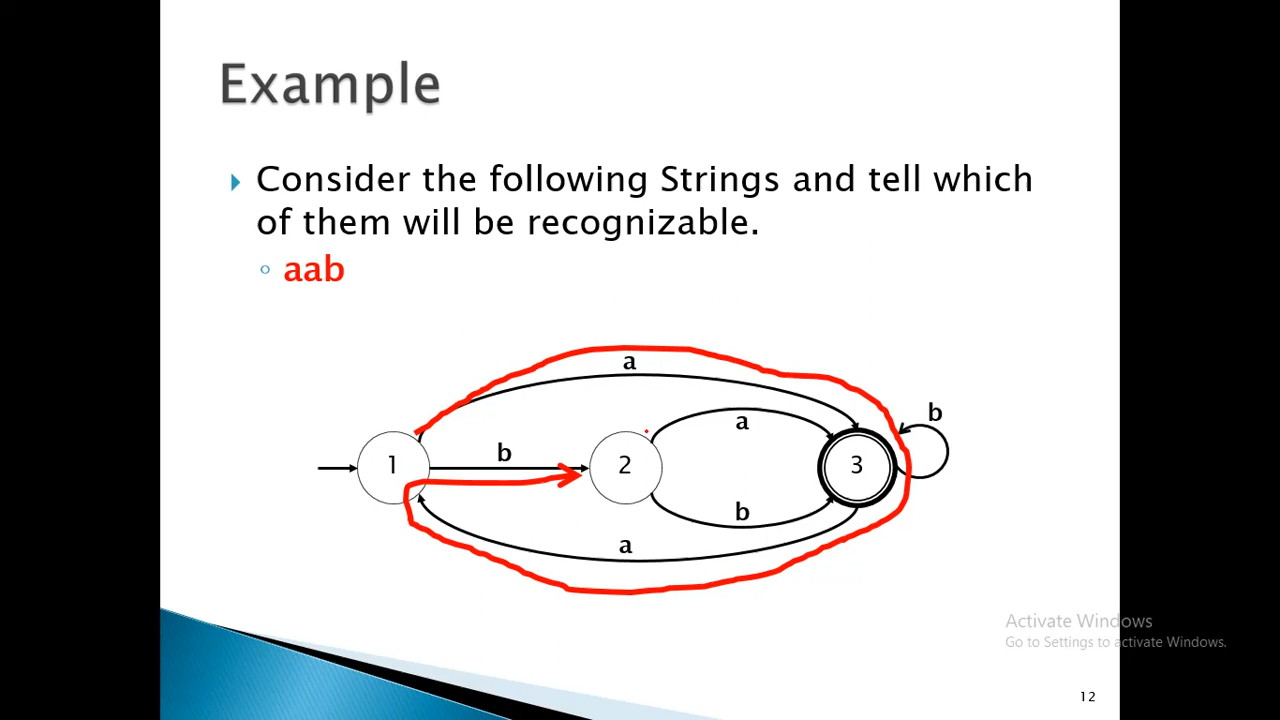 Example
Consider the following Strings and tell which
of them will be recognizable.
aab
a
b
a
b
1
b
2
3
b
a
Activate Windows
Go to Settings to activate Windows.
12